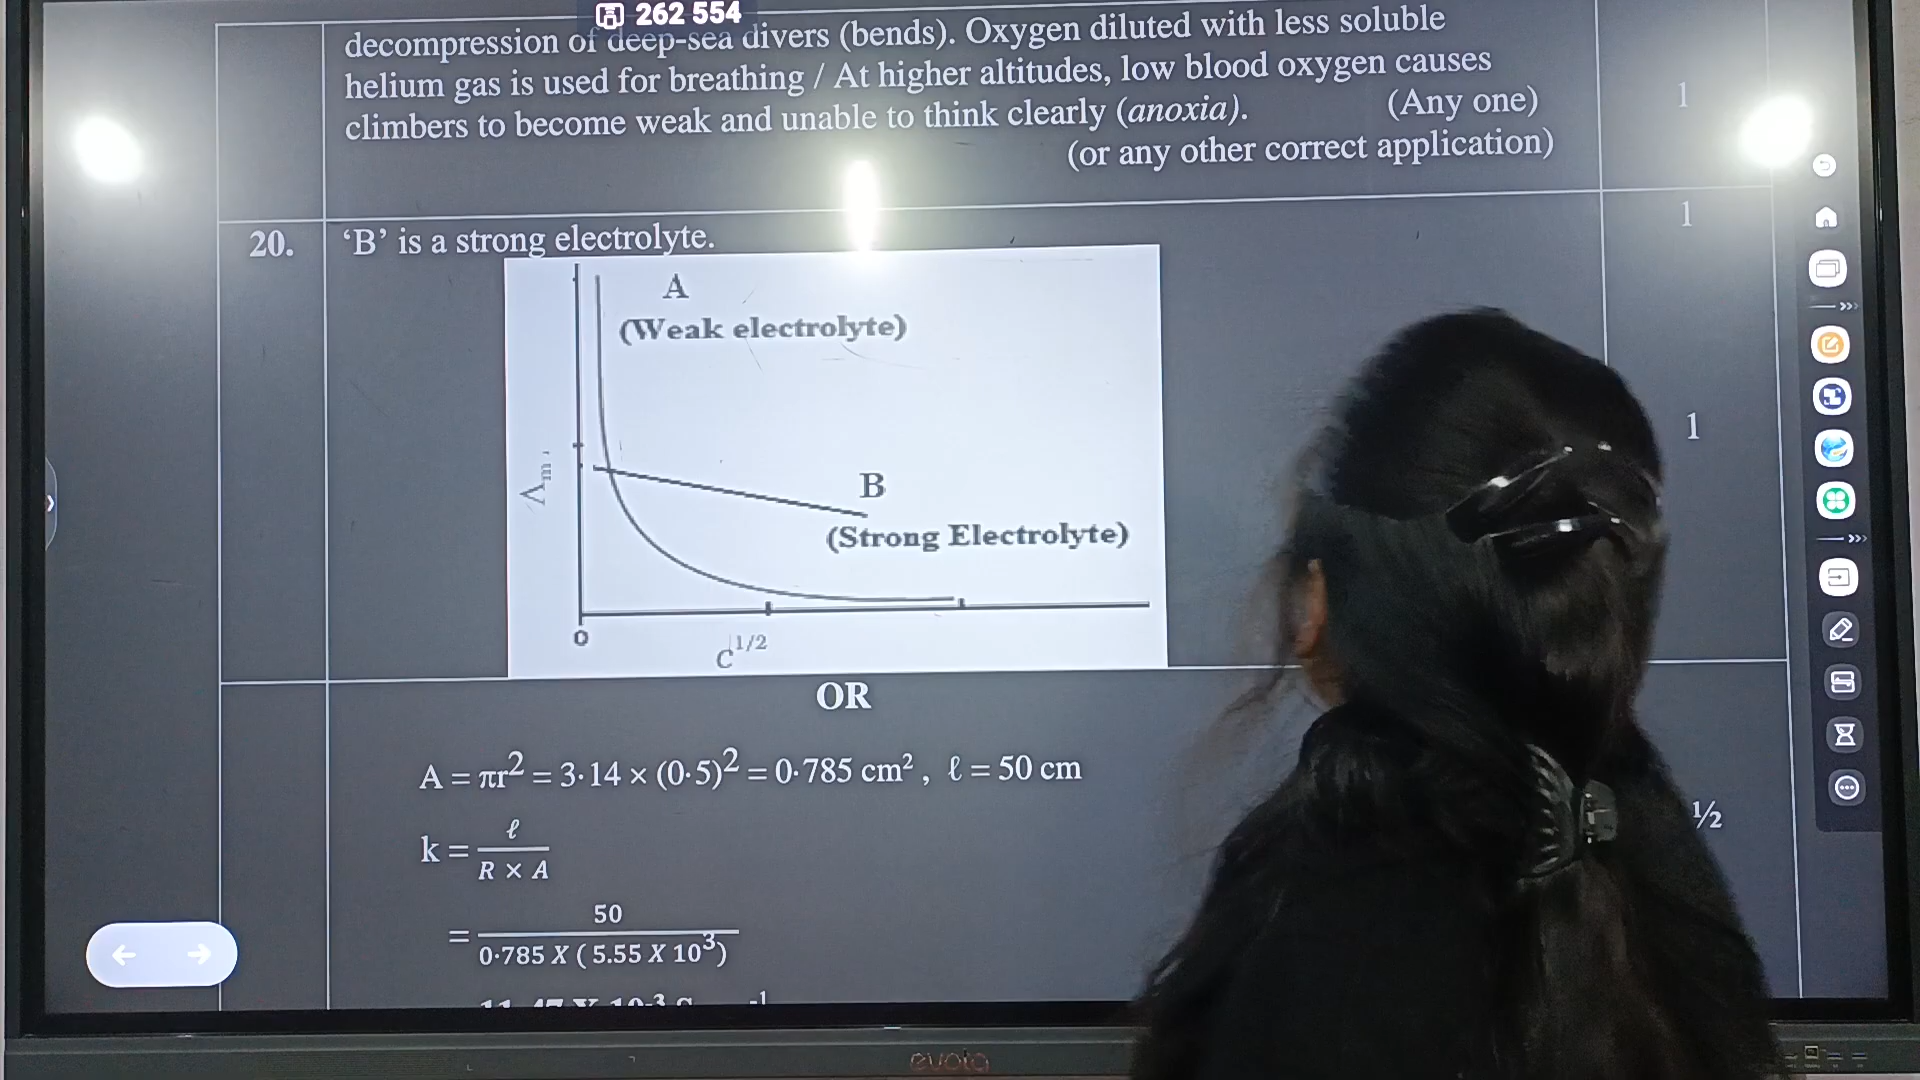 262 554
decompression of deep-sea divers (bends). Oxygen diluted with less soluble
helium gas is used for breathing / At higher altitudes, low blood oxygen causes
climbers to become weak and unable to think clearly (anoxia). (Any one) 1
(or any other correct application)
20. ‘B’ is a strong electrolyte. 1
A
(Weak electrolyte)
1
Λm
B
(Strong Electrolyte)
0
C^1/2
OR
A = πr² = 3·14 × (0·5)² = 0·785 cm² , ℓ = 50 cm
½
k = ℓ / R × A
= 50 / 0·785 X ( 5.55 X 10³)
evota